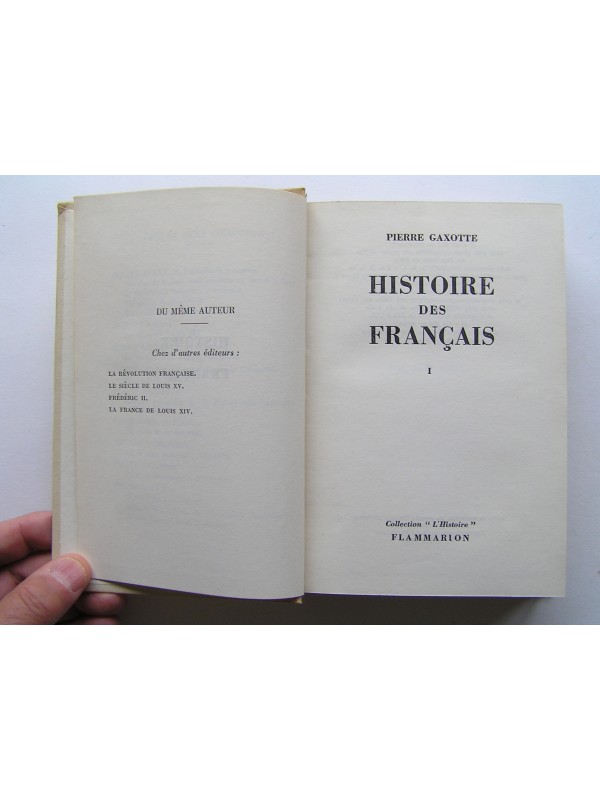 DU MÊME AUTEUR
Chez d'autres éditeurs :
LA RÉVOLUTION FRANÇAISE.
LE SIÈCLE DE LOUIS XV.
FRÉDÉRIC II.
LA FRANCE DE LOUIS XIV.
PIERRE GAXOTTE
HISTOIRE
DES
FRANÇAIS
I
Collection " L'Histoire "
FLAMMARION